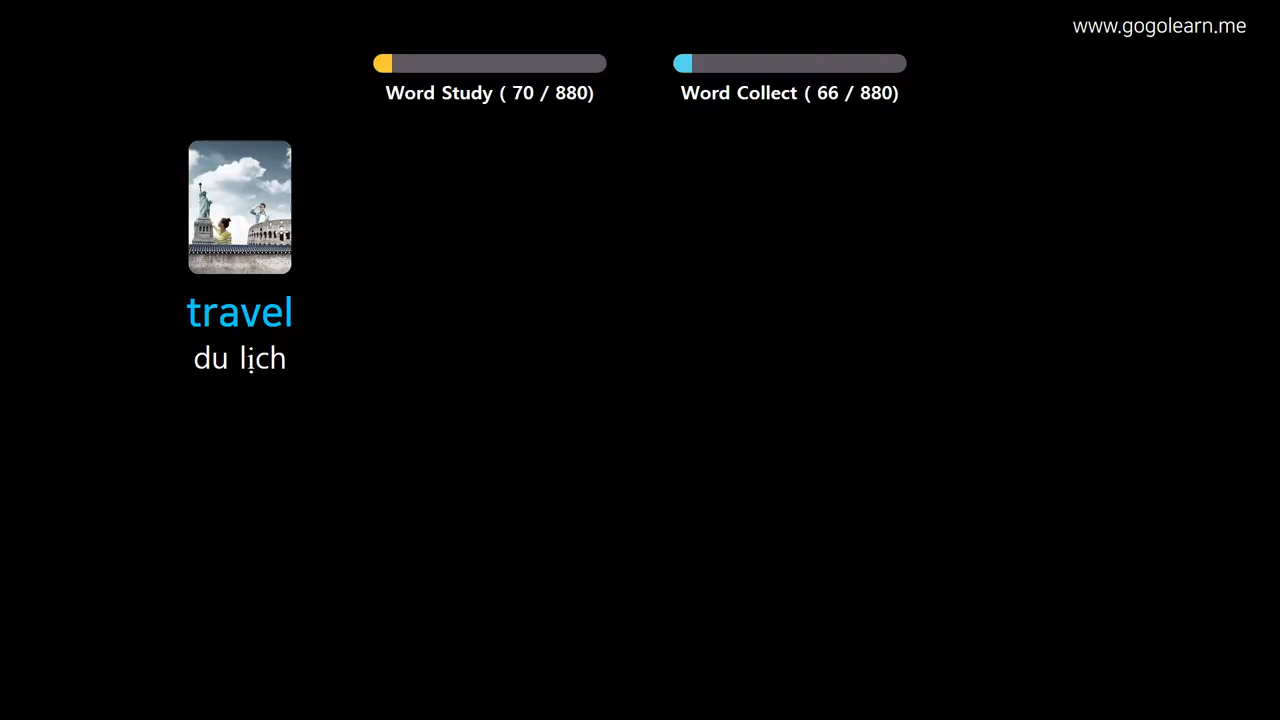 www.gogolearn.me
Word Study ( 70 / 880)
Word Collect ( 66 / 880)
travel
du lịch